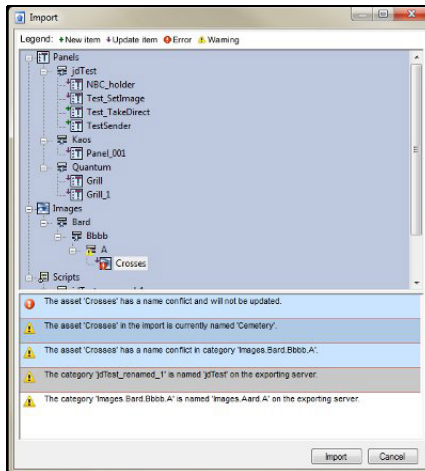 Import
Legend: New item Update item Error Warning
Panels
jdTest
NBC_holder
Test_SetImage
Test_TakeDirect
TestSender
Kaos
Panel_001
Quantum
Grill
Grill_1
Images
Bard
Bbbb
A
Crosses
Scripts
The asset 'Crosses' has a name conflict and will not be updated.
The asset 'Crosses' in the import is currently named 'Cemetery'.
The asset 'Crosses' has a name conflict in category 'Images.Bard.Bbbb.A'.
The category 'jdTest_renamed_1' is named 'jdTest' on the exporting server.
The category 'Images.Bard.Bbbb.A' is named 'Images.Aard.A' on the exporting server.
Import Cancel